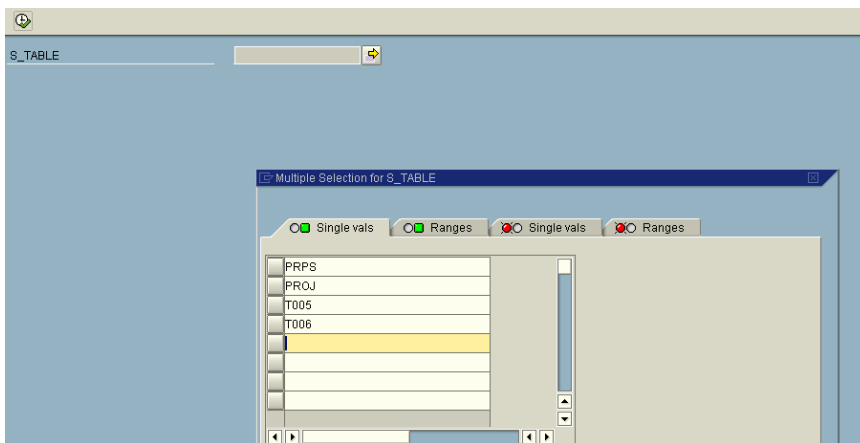 S_TABLE
Multiple Selection for S_TABLE
Single vals Ranges Single vals Ranges
PRPS
PROJ
T005
T006